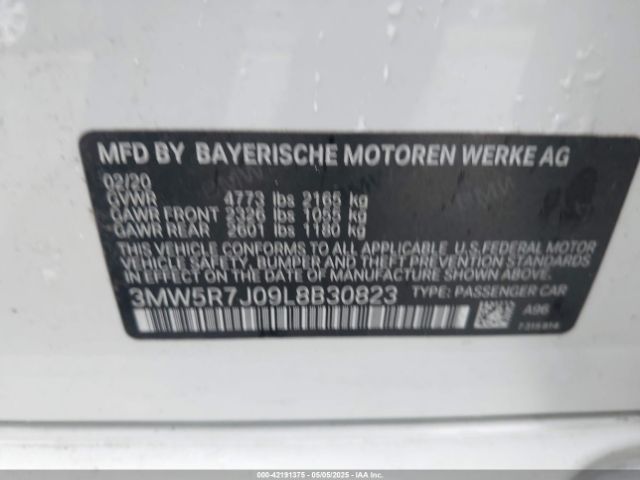 MFD BY BAYERISCHE MOTOREN WERKE AG
02/20
GVWR 4773 lbs 2165 kg
GAWR FRONT 2326 lbs 1055 kg
GAWR REAR 2601 lbs 1180 kg
THIS VEHICLE CONFORMS TO ALL APPLICABLE U.S. FEDERAL MOTOR
VEHICLE SAFETY, BUMPER AND THEFT PREVENTION STANDARDS
IN EFFECT ON THE DATE OF MANUFACTURE SHOWN ABOVE.
3MW5R7J09L8B30823 TYPE: PASSENGER CAR
A96
000-42191375 - 05/05/2025 - IAA Inc.